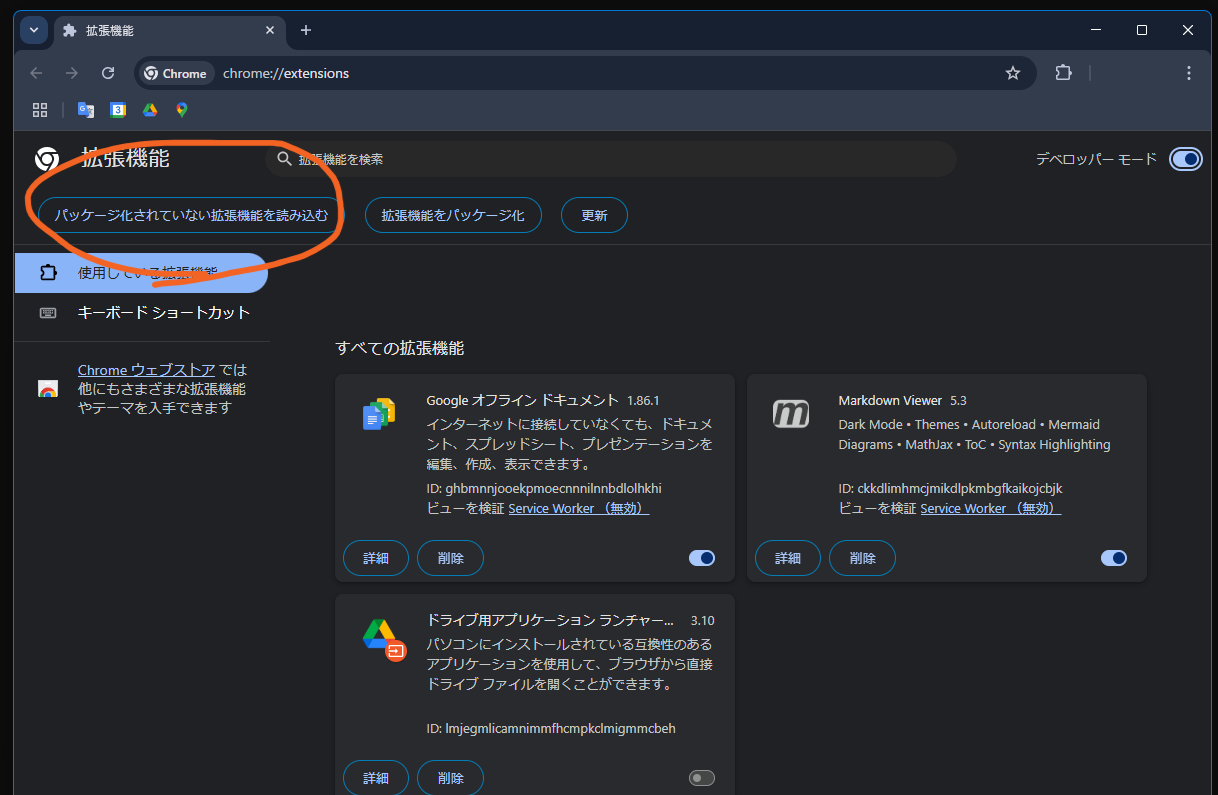 拡張機能
Chrome chrome://extensions
拡張機能
拡張機能を検索
デベロッパー モード
パッケージ化されていない拡張機能を読み込む
拡張機能をパッケージ化
更新
使用している拡張機能
キーボード ショートカット
Chrome ウェブストア では
他にもさまざまな拡張機能
やテーマを入手できます
すべての拡張機能
Google オフライン ドキュメント 1.86.1
インターネットに接続していなくても、ドキュメ
ント、スプレッドシート、プレゼンテーションを
編集、作成、表示できます。
ID: ghbmnnjooekpmoecnnnilnnbdlolhkhi
ビューを検証 Service Worker （無効）
詳細 削除
Markdown Viewer 5.3
Dark Mode • Themes • Autoreload • Mermaid
Diagrams • MathJax • ToC • Syntax Highlighting
ID: ckkdlimhmcjmikdlpkmbgfkaikojcbjk
ビューを検証 Service Worker （無効）
詳細 削除
ドライブ用アプリケーション ランチャー... 3.10
パソコンにインストールされている互換性のある
アプリケーションを使用して、ブラウザから直接
ドライブ ファイルを開くことができます。
ID: lmjegmlicamnimmfhcmpkclmigmmcbeh
詳細 削除